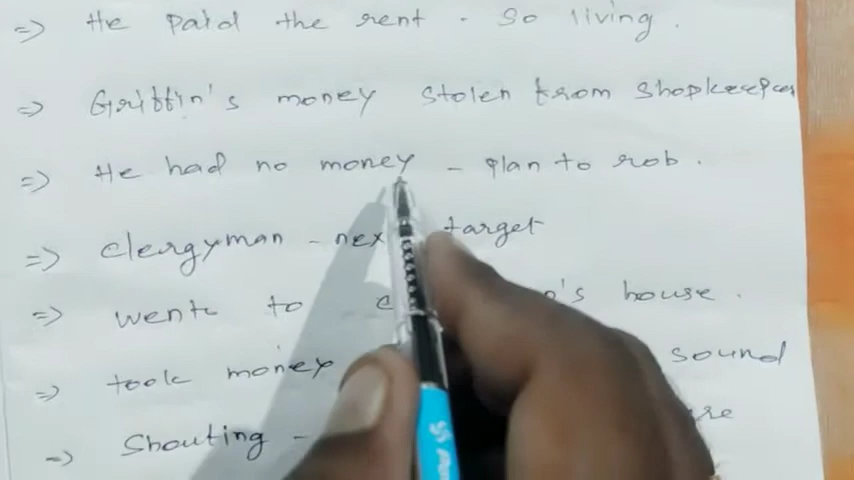 => He paid the rent . So living .
=> Griffin's money stolen from shopkeeper
=> He had no money - plan to rob .
=> clergyman - next target
=> went to 's house .
=> took money sound
=> Shouting -